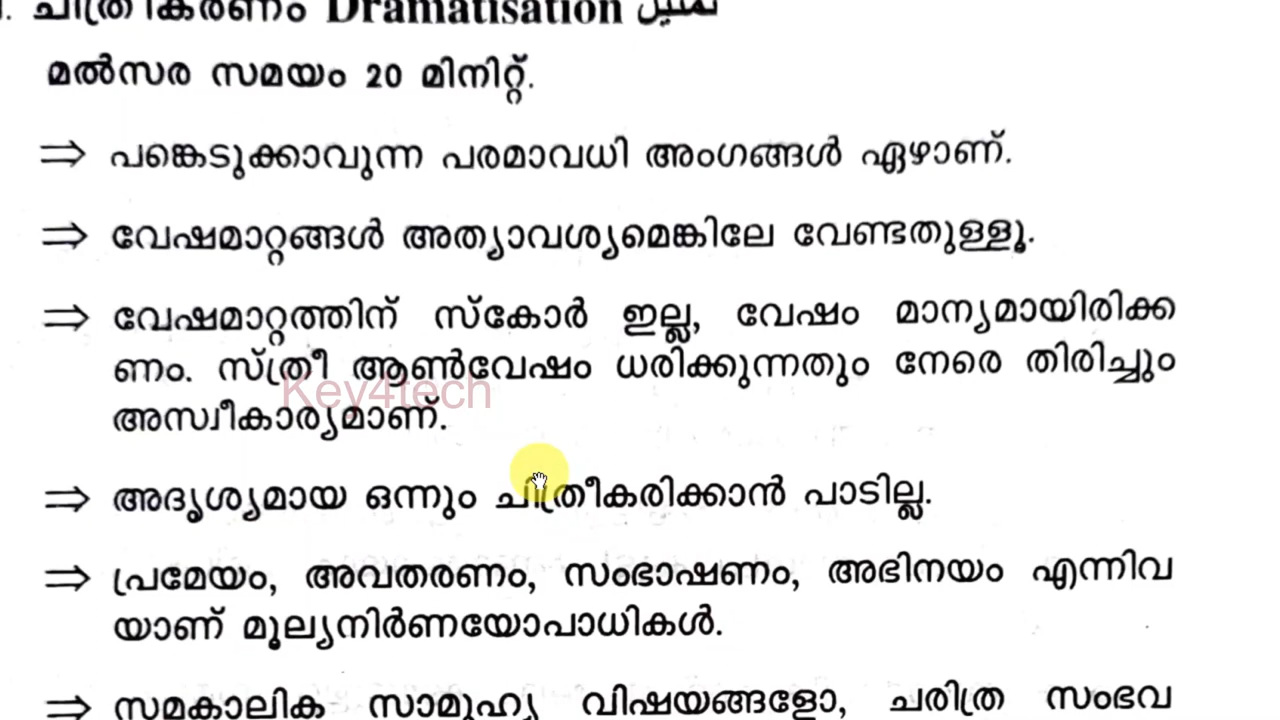 ചിത്രീകരണം Dramatisation تمثيل
മൽസര സമയം 20 മിനിറ്റ്.
⇒ പങ്കെടുക്കാവുന്ന പരമാവധി അംഗങ്ങൾ ഏഴാണ്.
⇒ വേഷമാറ്റങ്ങൾ അത്യാവശ്യമെങ്കിലേ വേണ്ടതുള്ളൂ.
⇒ വേഷമാറ്റത്തിന് സ്കോർ ഇല്ല, വേഷം മാന്യമായിരിക്ക
ണം. സ്ത്രീ ആൺവേഷം ധരിക്കുന്നതും നേരെ തിരിച്ചും
Key4tech
അസ്വീകാര്യമാണ്.
⇒ അദൃശ്യമായ ഒന്നും ചിത്രീകരിക്കാൻ പാടില്ല.
⇒ പ്രമേയം, അവതരണം, സംഭാഷണം, അഭിനയം എന്നിവ
യാണ് മൂല്യനിർണയോപാധികൾ.
⇒ സമകാലിക സാമൂഹ്യ വിഷയങ്ങളോ, ചരിത്ര സംഭവ